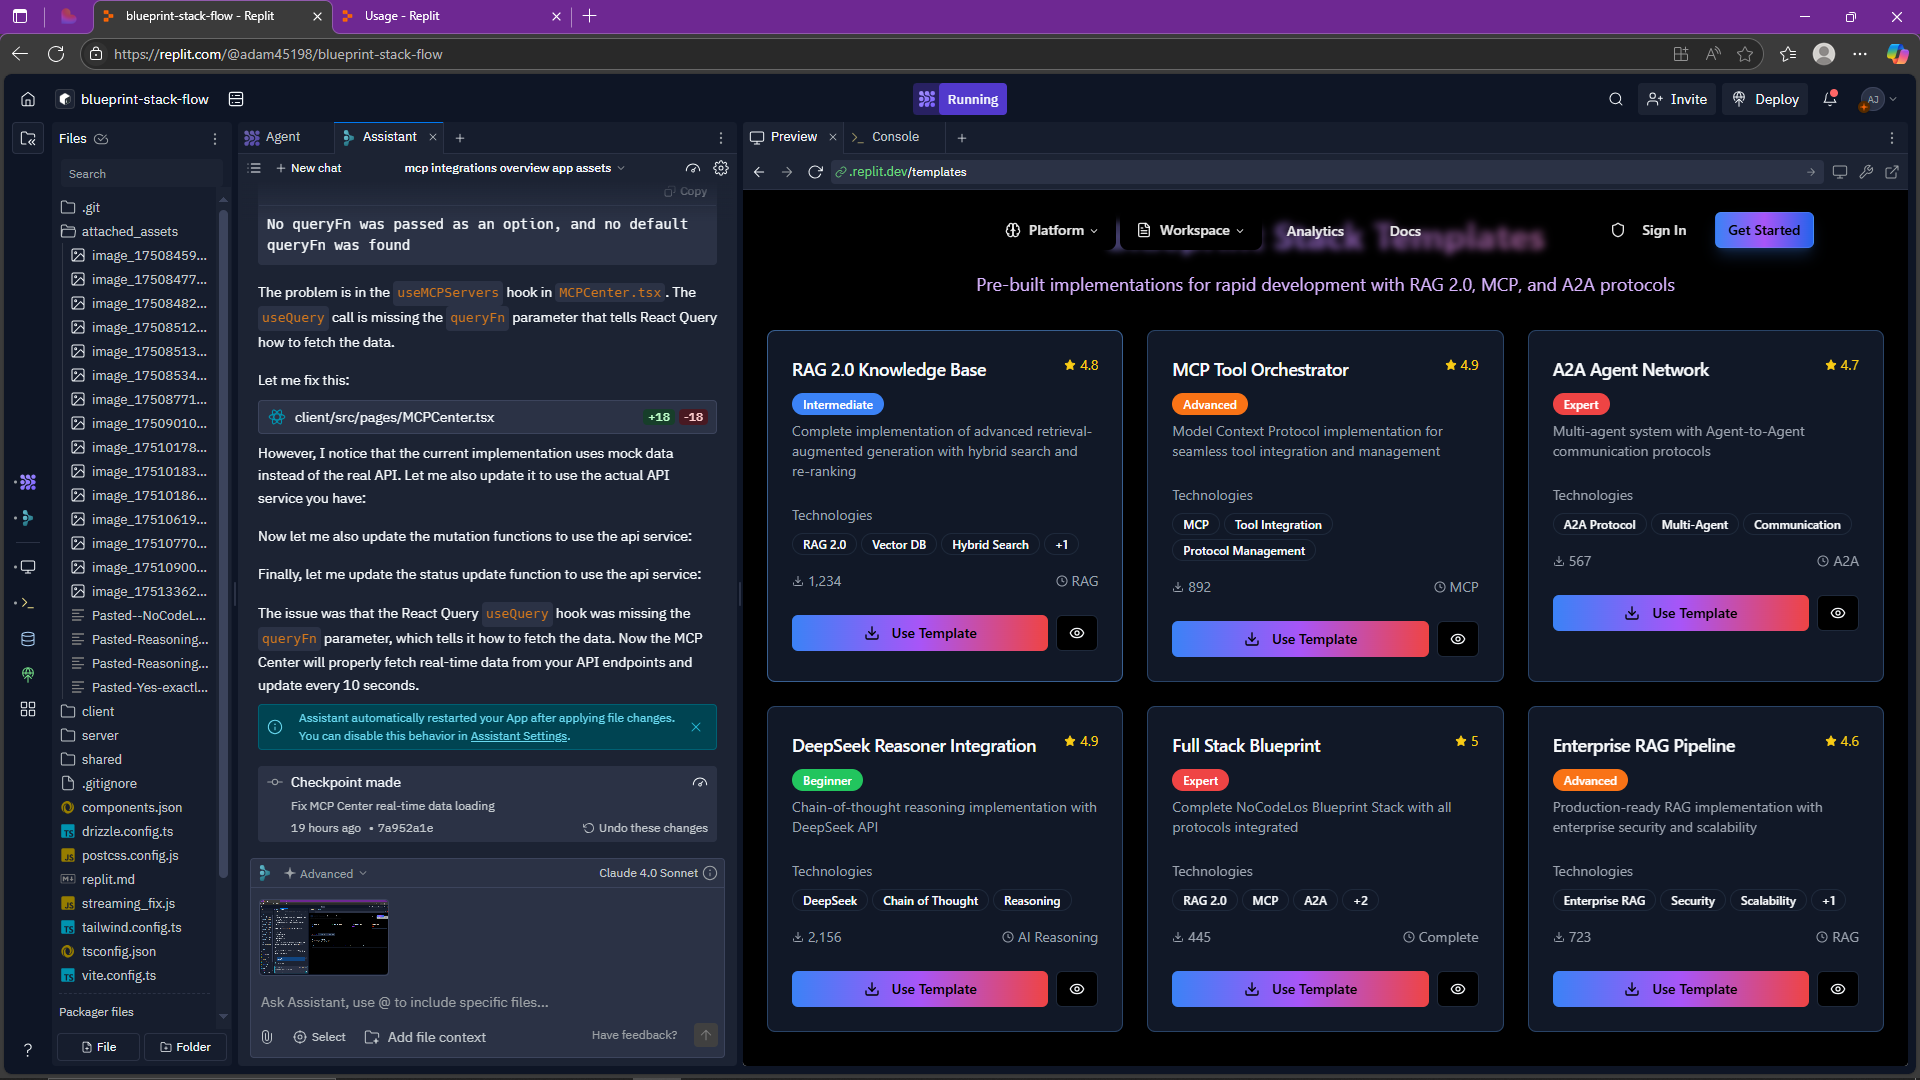 blueprint-stack-flow - Replit
Usage - Replit
https://replit.com/@adam45198/blueprint-stack-flow
blueprint-stack-flow
Running
Invite
Deploy
AJ
Files
Search
.git
attached_assets
image_17508459...
image_17508477...
image_17508482...
image_17508512...
image_17508513...
image_17508534...
image_17508771...
image_17509010...
image_17510178...
image_17510183...
image_17510186...
image_17510619...
image_17510770...
image_17510900...
image_17513362...
Pasted--NoCodeL...
Pasted-Reasoning...
Pasted-Reasoning...
Pasted-Yes-exactl...
client
server
shared
.gitignore
components.json
drizzle.config.ts
postcss.config.js
replit.md
streaming_fix.js
tailwind.config.ts
tsconfig.json
vite.config.ts
Packager files
File
Folder
Agent
Assistant
New chat
mcp integrations overview app assets
Copy
No queryFn was passed as an option, and no default
queryFn was found
The problem is in the useMCPServers hook in MCPCenter.tsx. The
useQuery call is missing the queryFn parameter that tells React Query
how to fetch the data.
Let me fix this:
client/src/pages/MCPCenter.tsx +18 -18
However, I notice that the current implementation uses mock data
instead of the real API. Let me also update it to use the actual API
service you have:
Now let me also update the mutation functions to use the api service:
Finally, let me update the status update function to use the api service:
The issue was that the React Query useQuery hook was missing the
queryFn parameter, which tells it how to fetch the data. Now the MCP
Center will properly fetch real-time data from your API endpoints and
update every 10 seconds.
Assistant automatically restarted your App after applying file changes.
You can disable this behavior in Assistant Settings.
Checkpoint made
Fix MCP Center real-time data loading
19 hours ago • 7a952a1e
Undo these changes
Advanced
Claude 4.0 Sonnet
Ask Assistant, use @ to include specific files...
Select
Add file context
Have feedback?
Preview
Console
.replit.dev/templates
Platform
Workspace
Analytics
Docs
Sign In
Get Started
Stack Templates
Pre-built implementations for rapid development with RAG 2.0, MCP, and A2A protocols
RAG 2.0 Knowledge Base
4.8
Intermediate
Complete implementation of advanced retrieval-
augmented generation with hybrid search and
re-ranking
Technologies
RAG 2.0
Vector DB
Hybrid Search
+1
1,234
RAG
Use Template
MCP Tool Orchestrator
4.9
Advanced
Model Context Protocol implementation for
seamless tool integration and management
Technologies
MCP
Tool Integration
Protocol Management
892
MCP
Use Template
A2A Agent Network
4.7
Expert
Multi-agent system with Agent-to-Agent
communication protocols
Technologies
A2A Protocol
Multi-Agent
Communication
567
A2A
Use Template
DeepSeek Reasoner Integration
4.9
Beginner
Chain-of-thought reasoning implementation with
DeepSeek API
Technologies
DeepSeek
Chain of Thought
Reasoning
2,156
AI Reasoning
Use Template
Full Stack Blueprint
5
Expert
Complete NoCodeLos Blueprint Stack with all
protocols integrated
Technologies
RAG 2.0
MCP
A2A
+2
445
Complete
Use Template
Enterprise RAG Pipeline
4.6
Advanced
Production-ready RAG implementation with
enterprise security and scalability
Technologies
Enterprise RAG
Security
Scalability
+1
723
RAG
Use Template